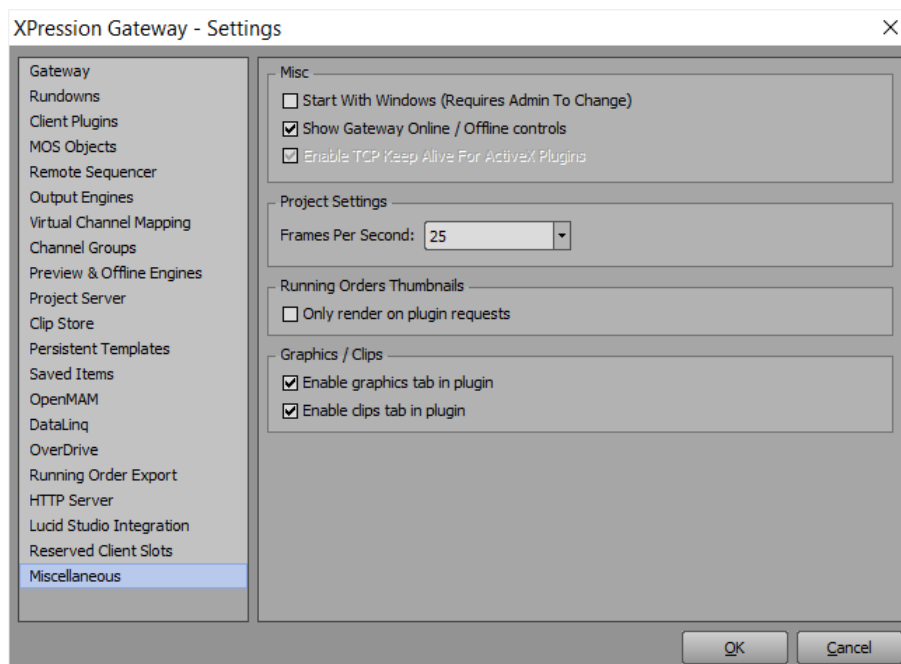 XPression Gateway - Settings
Gateway
Rundowns
Client Plugins
MOS Objects
Remote Sequencer
Output Engines
Virtual Channel Mapping
Channel Groups
Preview & Offline Engines
Project Server
Clip Store
Persistent Templates
Saved Items
OpenMAM
DataLinq
OverDrive
Running Order Export
HTTP Server
Lucid Studio Integration
Reserved Client Slots
Miscellaneous
Misc
Start With Windows (Requires Admin To Change)
Show Gateway Online / Offline controls
Enable TCP Keep Alive For ActiveX Plugins
Project Settings
Frames Per Second: 25
Running Orders Thumbnails
Only render on plugin requests
Graphics / Clips
Enable graphics tab in plugin
Enable clips tab in plugin
OK Cancel